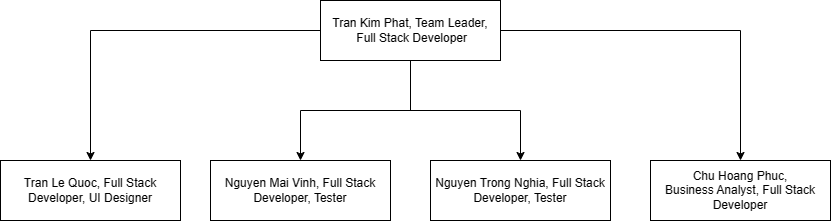 Tran Kim Phat, Team Leader,
Full Stack Developer
Tran Le Quoc, Full Stack
Developer, UI Designer
Nguyen Mai Vinh, Full Stack
Developer, Tester
Nguyen Trong Nghia, Full Stack
Developer, Tester
Chu Hoang Phuc,
Business Analyst, Full Stack
Developer